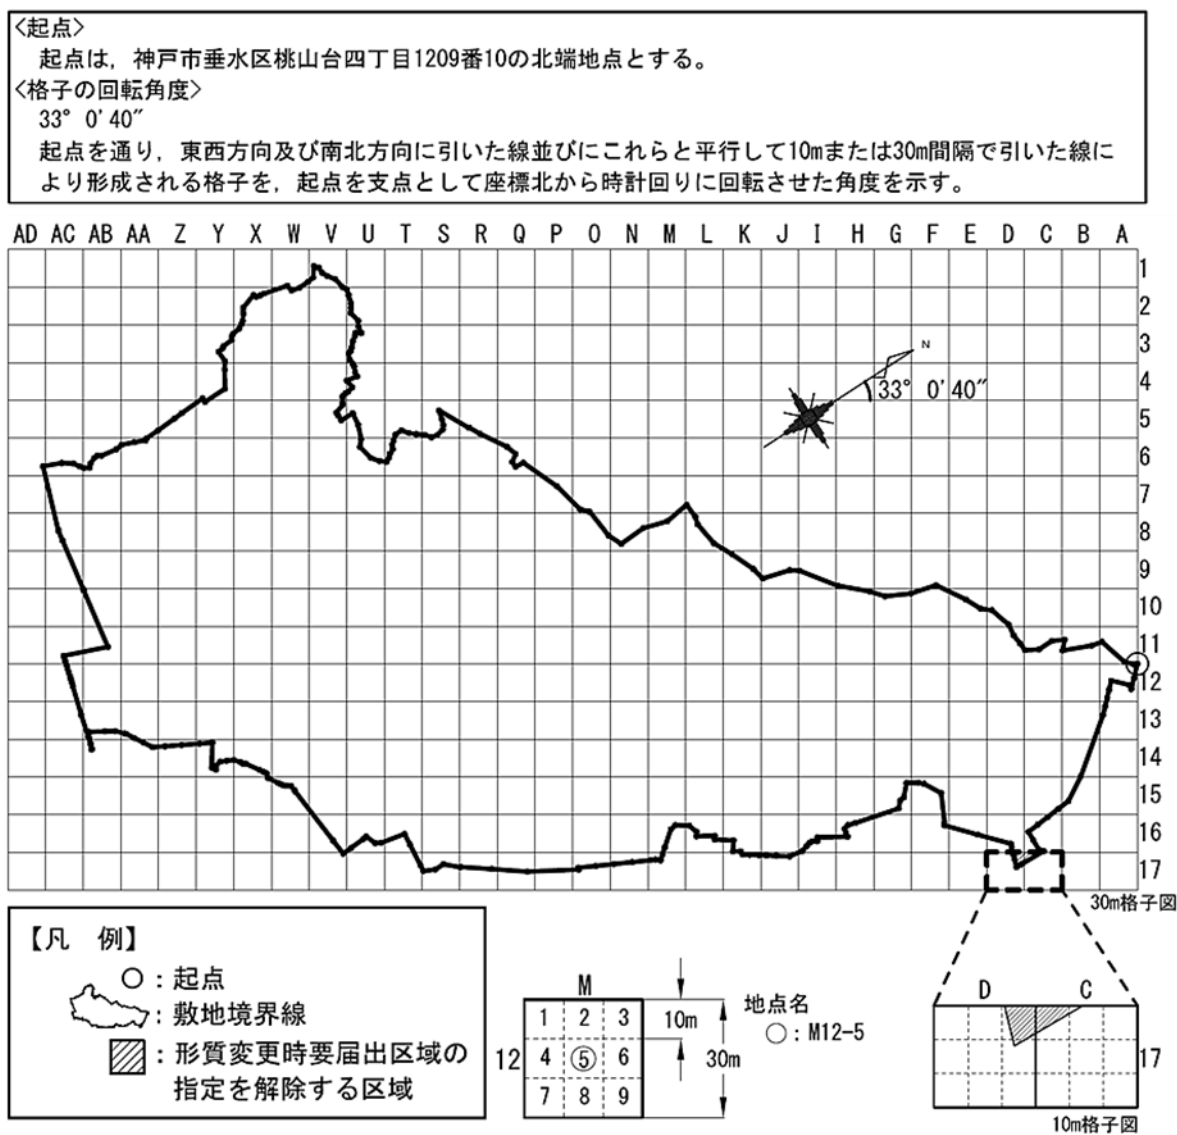 <起点>
起点は，神戸市垂水区桃山台四丁目1209番10の北端地点とする。
<格子の回転角度>
33° 0′40″
起点を通り，東西方向及び南北方向に引いた線並びにこれらと平行して10mまたは30m間隔で引いた線に
より形成される格子を，起点を支点として座標北から時計回りに回転させた角度を示す。
AD AC AB AA Z Y X W V U T S R Q P O N M L K J I H G F E D C B A
1
2
3
N
4
33° 0′40″
5
6
7
8
9
10
11
12
13
14
15
16
17
30m格子図
【凡 例】
○：起点
：敷地境界線
：形質変更時要届出区域の
指定を解除する区域
M
1 2 3
10m
12
4 ⑤ 6
30m
7 8 9
地点名
○：M12-5
D C
17
10m格子図